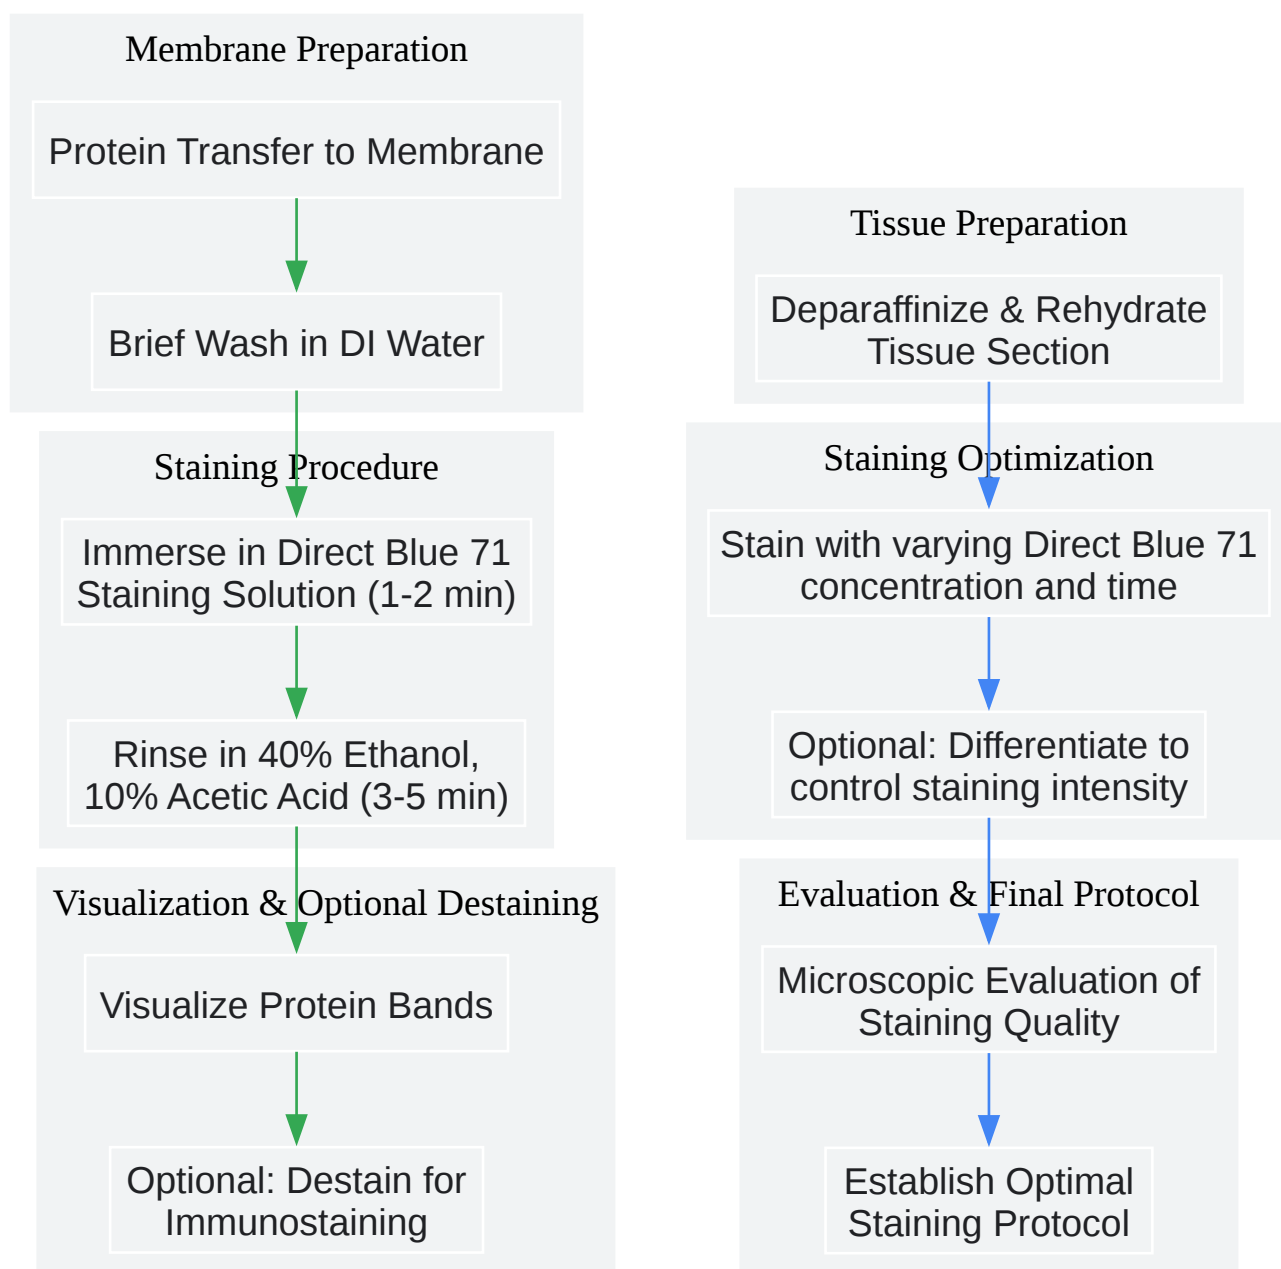 Membrane Preparation
Protein Transfer to Membrane
Brief Wash in DI Water
Staining Procedure
Immerse in Direct Blue 71
Staining Solution (1-2 min)
Rinse in 40% Ethanol,
10% Acetic Acid (3-5 min)
Visualization & Optional Destaining
Visualize Protein Bands
Optional: Destain for
Immunostaining
Tissue Preparation
Deparaffinize & Rehydrate
Tissue Section
Staining Optimization
Stain with varying Direct Blue 71
concentration and time
Optional: Differentiate to
control staining intensity
Evaluation & Final Protocol
Microscopic Evaluation of
Staining Quality
Establish Optimal
Staining Protocol